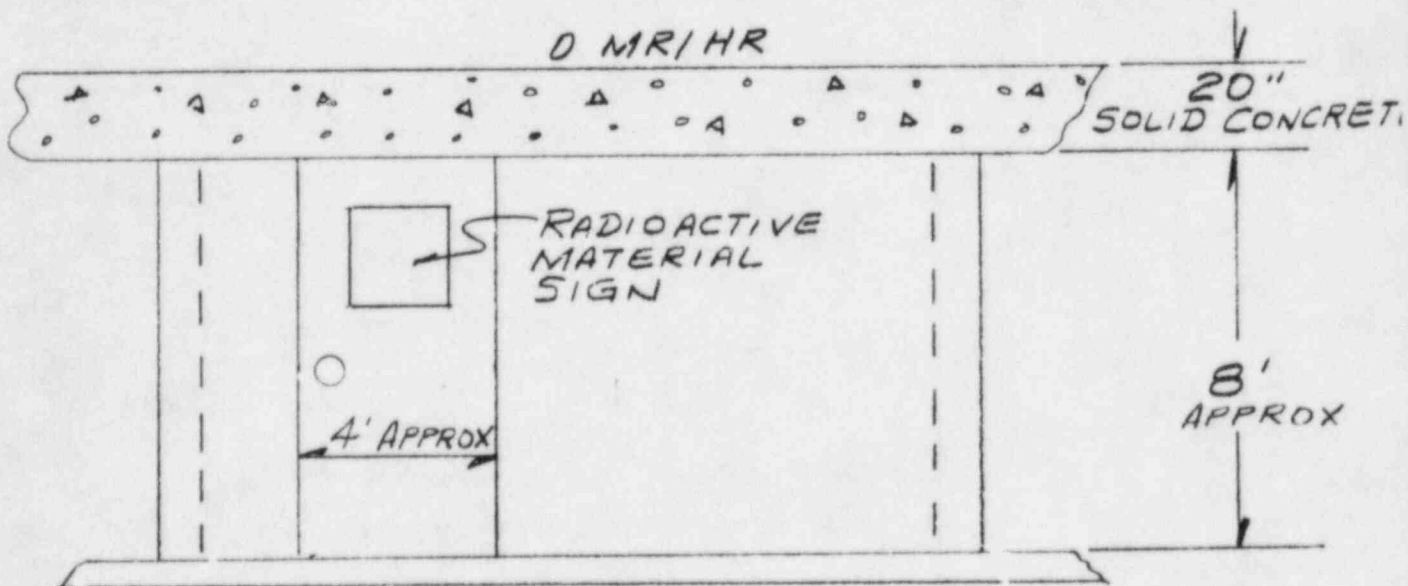 0 MR/HR
20"
SOLID CONCRET
RADIOACTIVE
MATERIAL
SIGN
4' APPROX
8'
APPROX